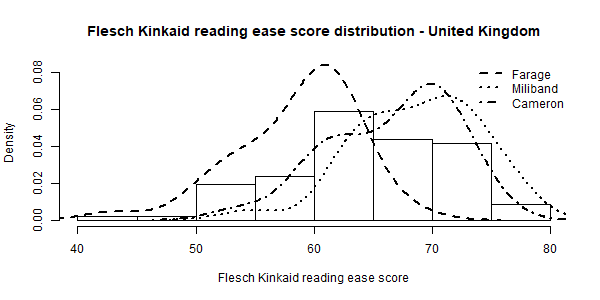 Flesch Kinkaid reading ease score distribution - United Kingdom
Farage
Miliband
Cameron
Density
0.08
0.06
0.04
0.02
0.00
40 50 60 70 80
Flesch Kinkaid reading ease score